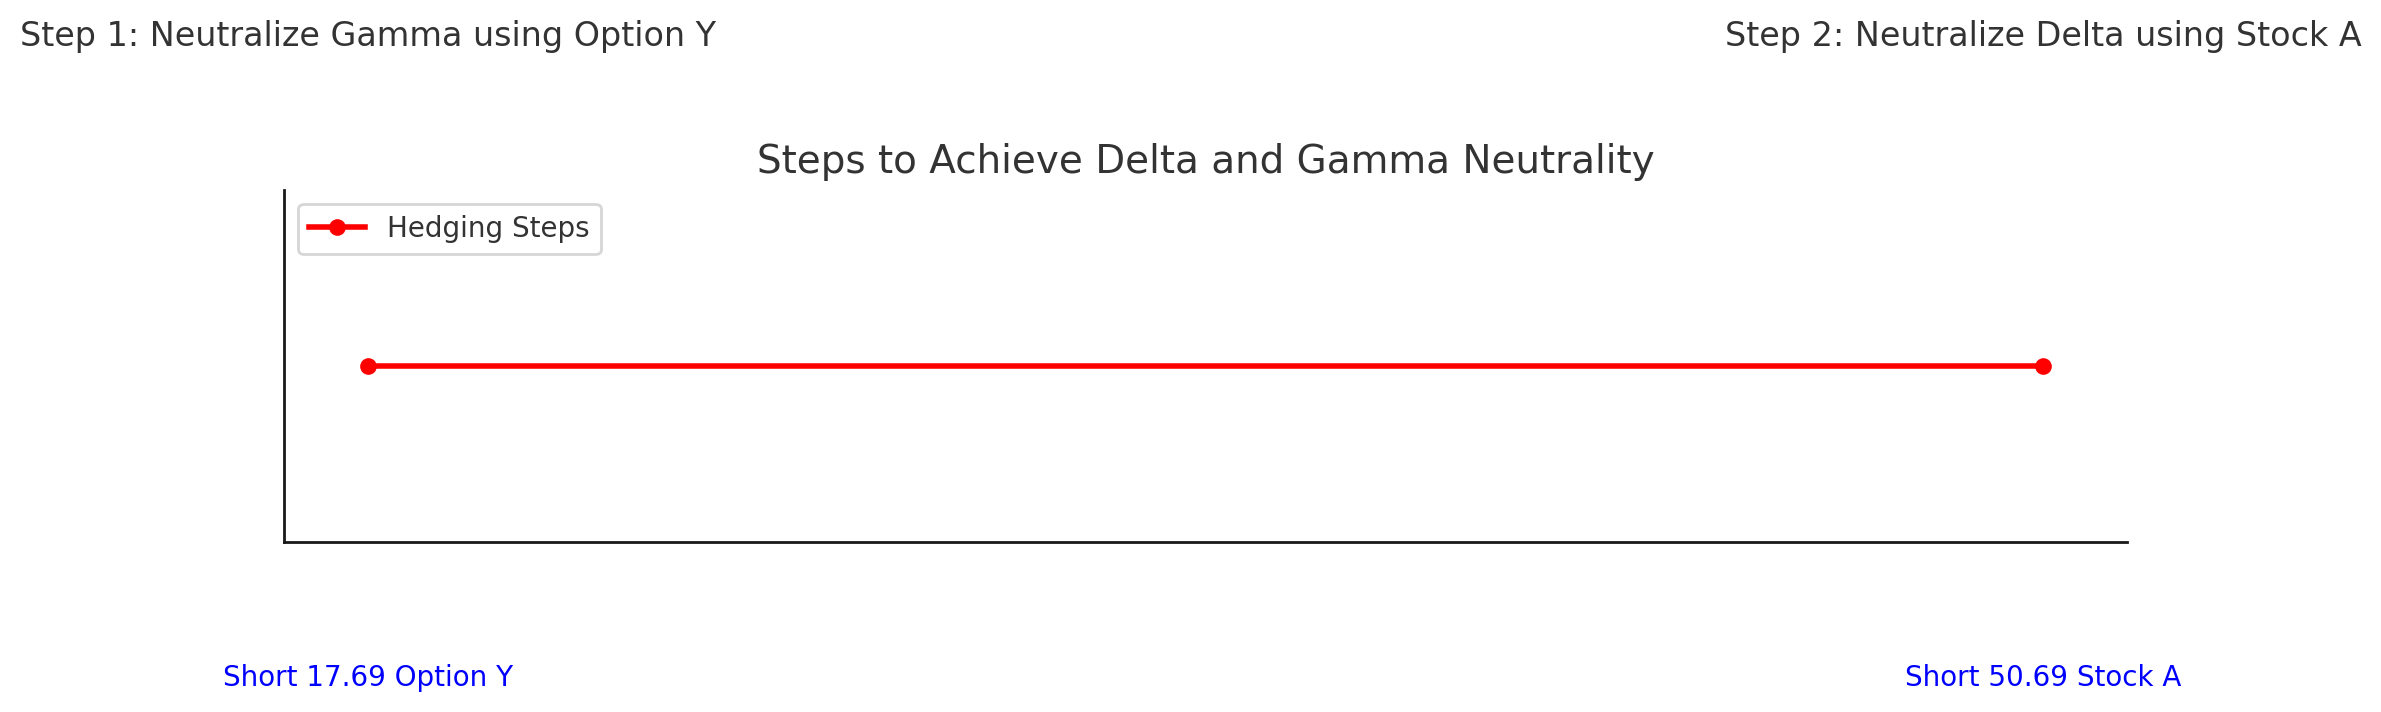 Step 1: Neutralize Gamma using Option Y
Step 2: Neutralize Delta using Stock A
Steps to Achieve Delta and Gamma Neutrality
Hedging Steps
Short 17.69 Option Y
Short 50.69 Stock A